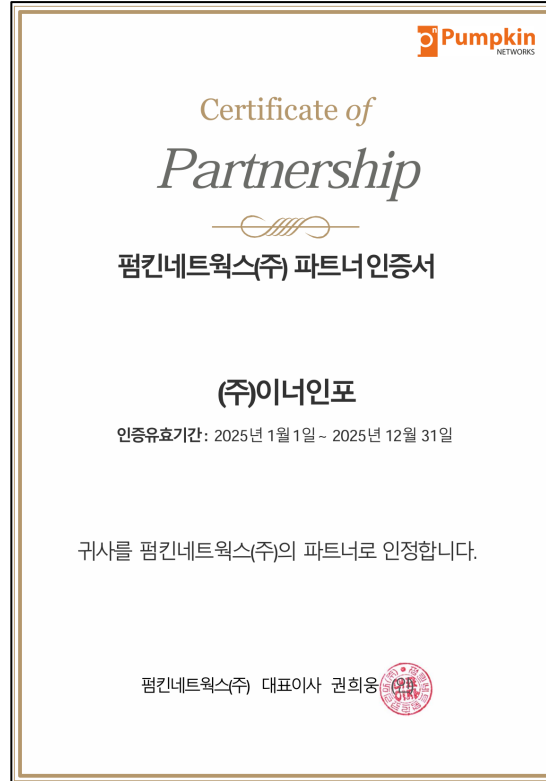 Pumpkin
NETWORKS
Certificate of
Partnership
펌킨네트웍스(주) 파트너 인증서
(주)이너인포
인증유효기간 : 2025년 1월 1일 ~ 2025년 12월 31일
귀사를 펌킨네트웍스(주)의 파트너로 인정합니다.
펌킨네트웍스(주) 대표이사 권희웅 (인)